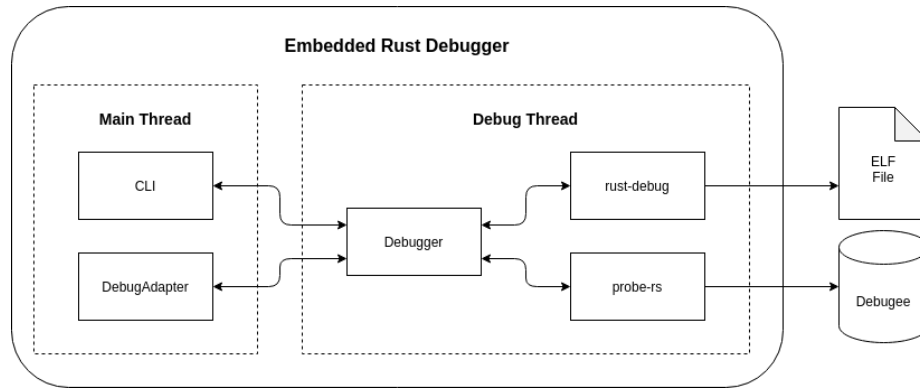 Embedded Rust Debugger
Main Thread
Debug Thread
CLI
DebugAdapter
Debugger
rust-debug
probe-rs
ELF
File
Debugee